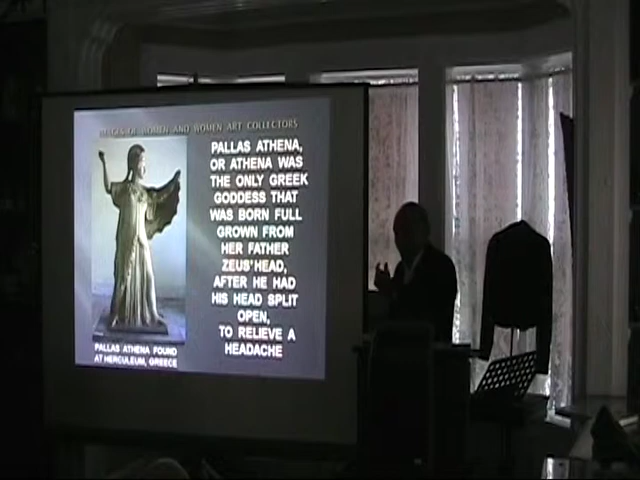 IMAGES OF WOMEN AND WOMEN ART COLLECTORS
PALLAS ATHENA,
OR ATHENA WAS
THE ONLY GREEK
GODDESS THAT
WAS BORN FULL
GROWN FROM
HER FATHER
ZEUS'HEAD,
AFTER HE HAD
HIS HEAD SPLIT
OPEN,
TO RELIEVE A
HEADACHE
PALLAS ATHENA FOUND
AT HERCULEUM, GREECE